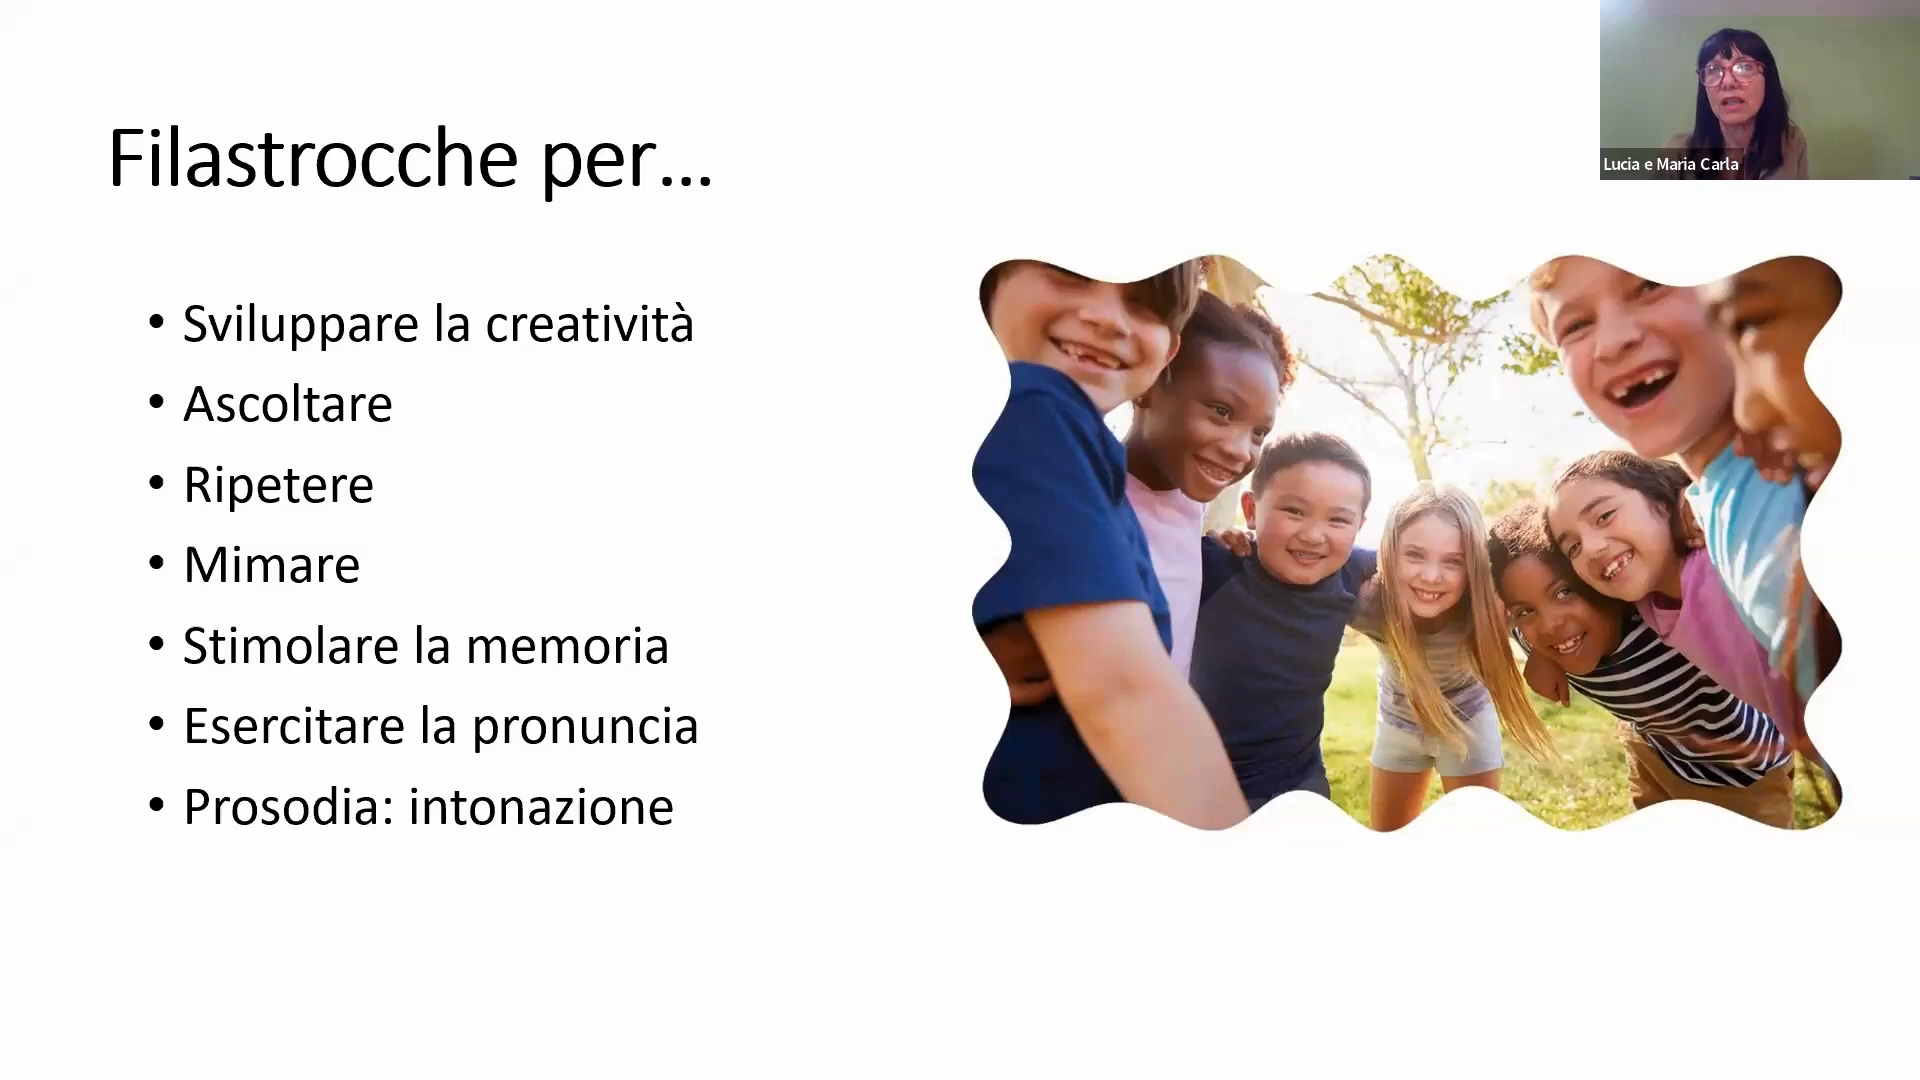 Filastrocche per...
• Sviluppare la creatività
• Ascoltare
• Ripetere
• Mimare
• Stimolare la memoria
• Esercitare la pronuncia
• Prosodia: intonazione
Lucia e Maria Carla